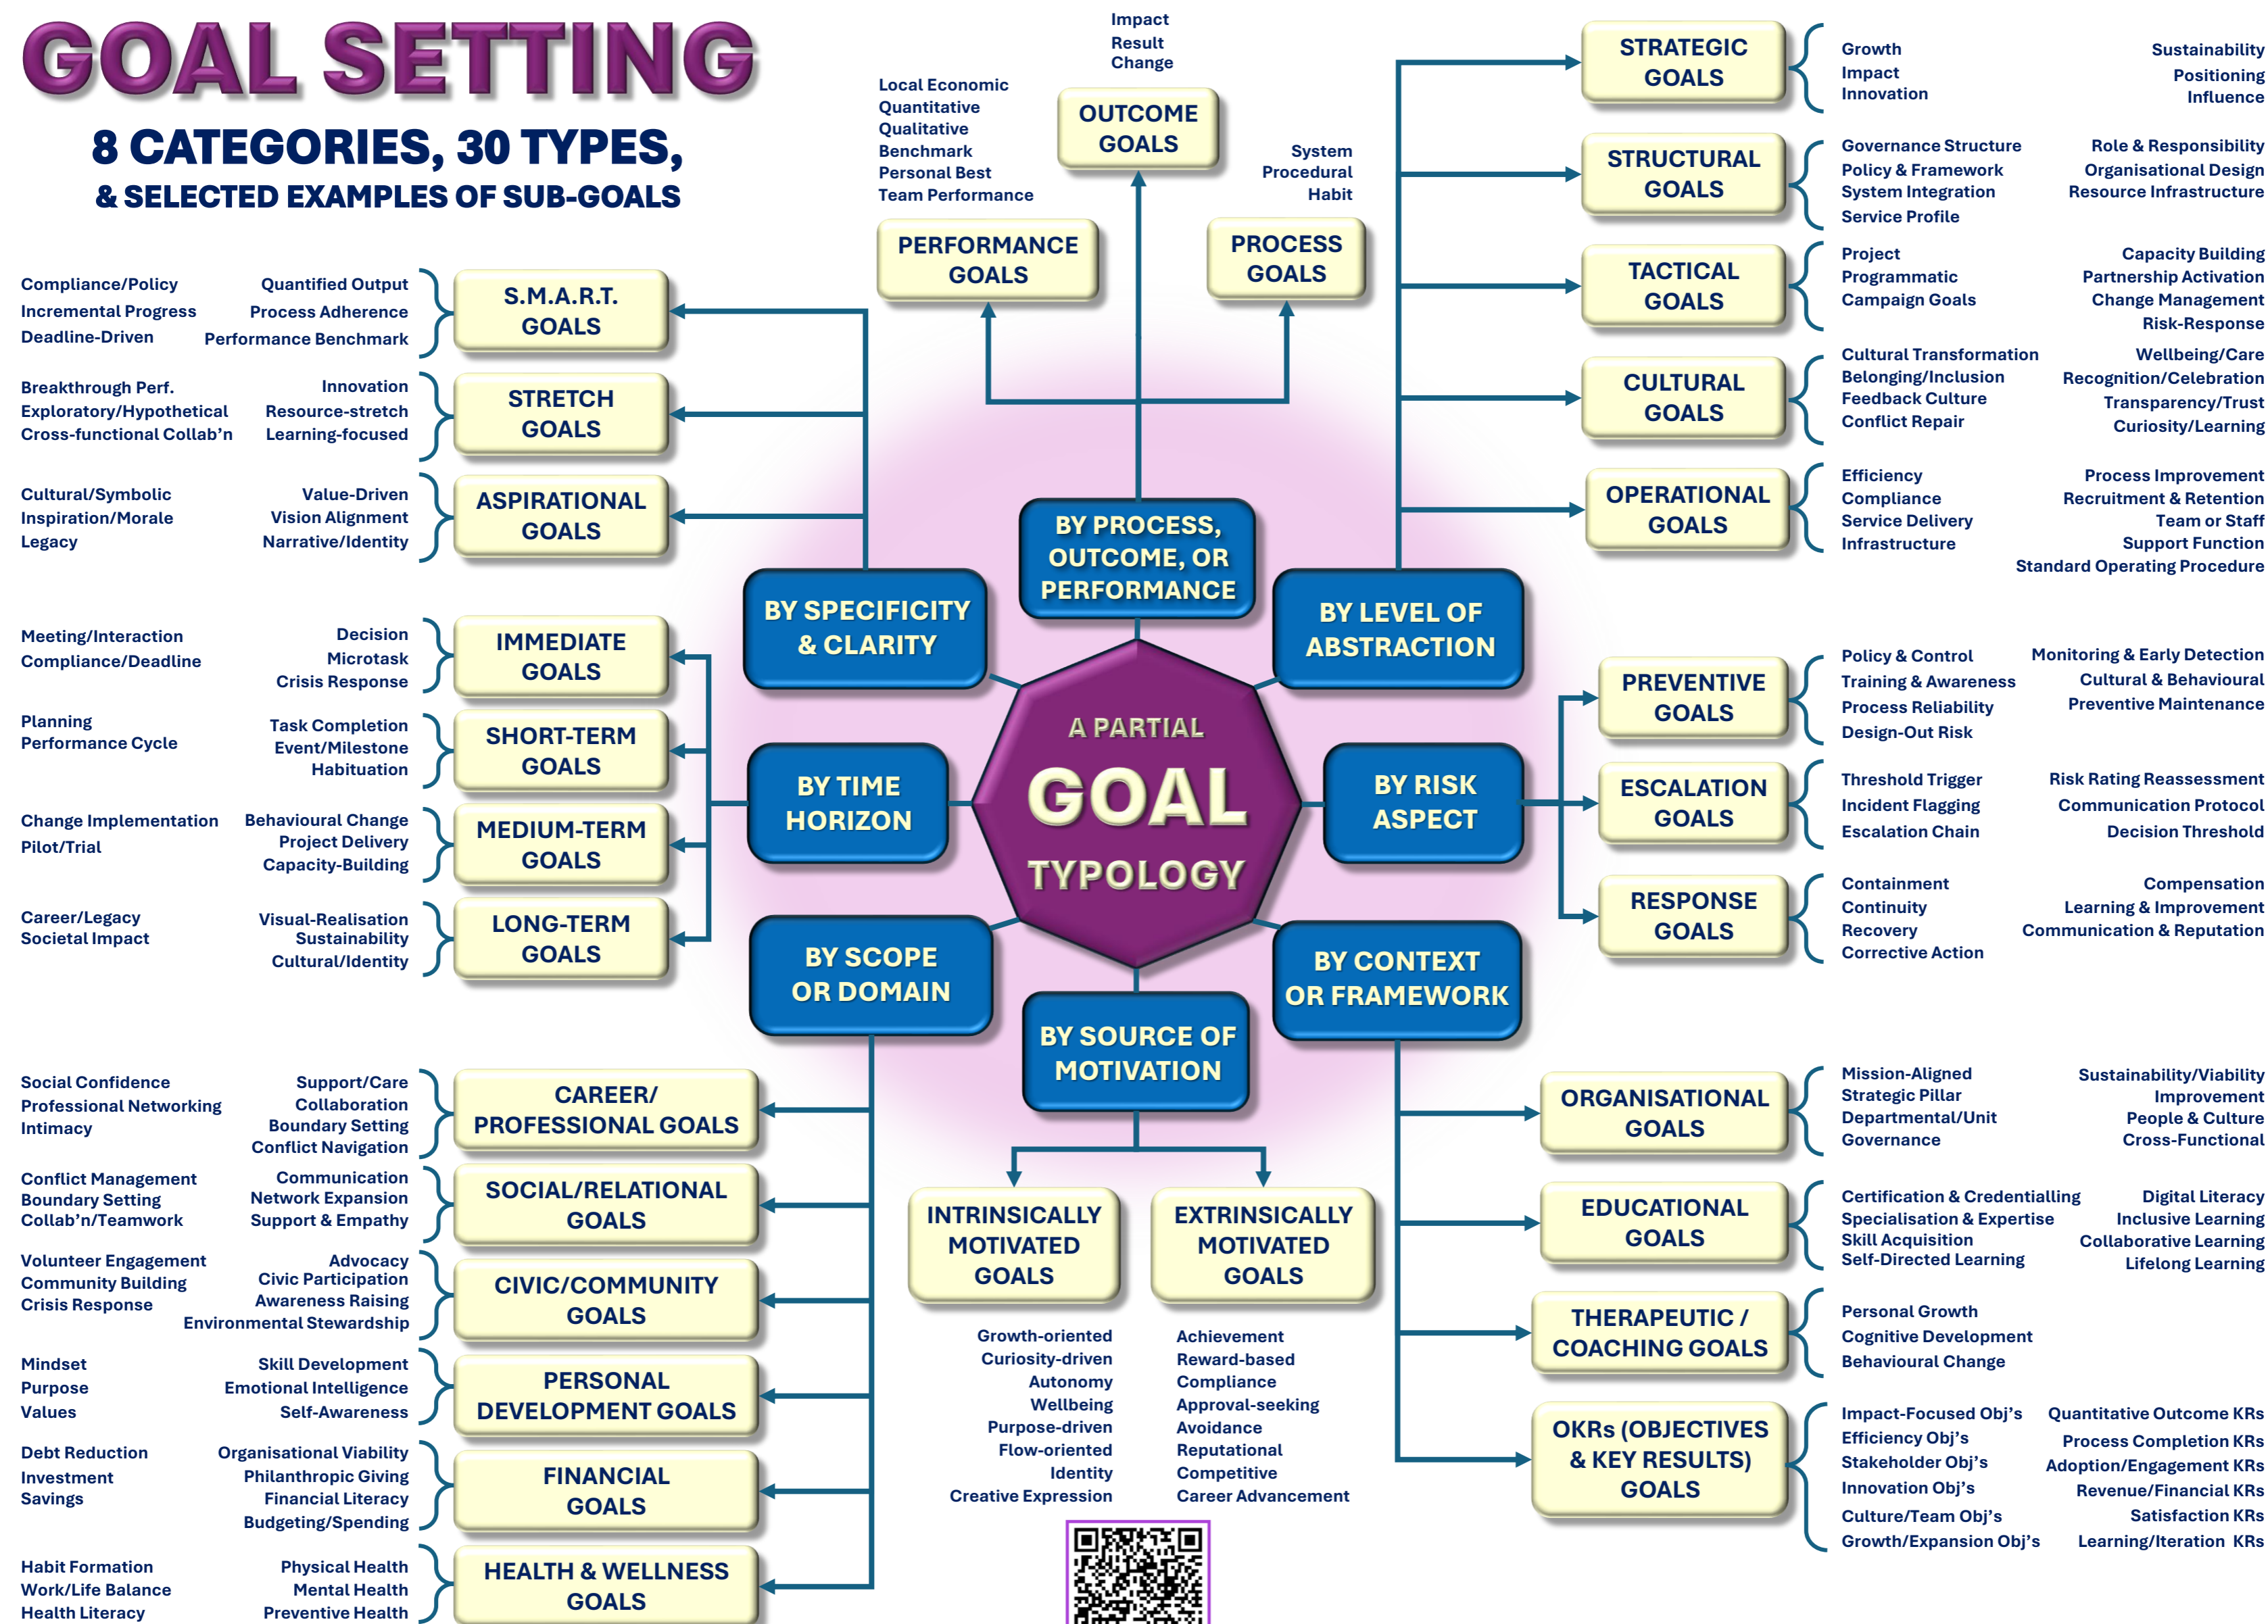 GOAL SETTING
8 CATEGORIES, 30 TYPES,
& SELECTED EXAMPLES OF SUB-GOALS
Impact
Result
Change
OUTCOME
GOALS
Local Economic
Quantitative
Qualitative
Benchmark
Personal Best
Team Performance
PERFORMANCE
GOALS
System
Procedural
Habit
PROCESS
GOALS
BY PROCESS,
OUTCOME, OR
PERFORMANCE
Compliance/Policy
Incremental Progress
Deadline-Driven
Quantified Output
Process Adherence
Performance Benchmark
S.M.A.R.T.
GOALS
Breakthrough Perf.
Exploratory/Hypothetical
Cross-functional Collab’n
Innovation
Resource-stretch
Learning-focused
STRETCH
GOALS
Cultural/Symbolic
Inspiration/Morale
Legacy
Value-Driven
Vision Alignment
Narrative/Identity
ASPIRATIONAL
GOALS
BY SPECIFICITY
& CLARITY
Meeting/Interaction
Compliance/Deadline
Decision
Microtask
Crisis Response
IMMEDIATE
GOALS
Planning
Performance Cycle
Task Completion
Event/Milestone
Habituation
SHORT-TERM
GOALS
Change Implementation
Pilot/Trial
Behavioural Change
Project Delivery
Capacity-Building
MEDIUM-TERM
GOALS
Career/Legacy
Societal Impact
Visual-Realisation
Sustainability
Cultural/Identity
LONG-TERM
GOALS
BY TIME
HORIZON
A PARTIAL
GOAL
TYPOLOGY
BY SCOPE
OR DOMAIN
Social Confidence
Professional Networking
Intimacy
Support/Care
Collaboration
Boundary Setting
Conflict Navigation
CAREER/
PROFESSIONAL GOALS
Conflict Management
Boundary Setting
Collab’n/Teamwork
Communication
Network Expansion
Support & Empathy
SOCIAL/RELATIONAL
GOALS
Volunteer Engagement
Community Building
Crisis Response
Advocacy
Civic Participation
Awareness Raising
Environmental Stewardship
CIVIC/COMMUNITY
GOALS
Mindset
Purpose
Values
Skill Development
Emotional Intelligence
Self-Awareness
PERSONAL
DEVELOPMENT GOALS
Debt Reduction
Investment
Savings
Organisational Viability
Philanthropic Giving
Financial Literacy
Budgeting/Spending
FINANCIAL
GOALS
Habit Formation
Work/Life Balance
Health Literacy
Physical Health
Mental Health
Preventive Health
HEALTH & WELLNESS
GOALS
BY SOURCE OF
MOTIVATION
INTRINSICALLY
MOTIVATED
GOALS
Growth-oriented
Curiosity-driven
Autonomy
Wellbeing
Purpose-driven
Flow-oriented
Identity
Creative Expression
EXTRINSICALLY
MOTIVATED
GOALS
Achievement
Reward-based
Compliance
Approval-seeking
Avoidance
Reputational
Competitive
Career Advancement
BY LEVEL OF
ABSTRACTION
STRATEGIC
GOALS
Growth
Impact
Innovation
Sustainability
Positioning
Influence
STRUCTURAL
GOALS
Governance Structure
Policy & Framework
System Integration
Service Profile
Role & Responsibility
Organisational Design
Resource Infrastructure
TACTICAL
GOALS
Project
Programmatic
Campaign Goals
Capacity Building
Partnership Activation
Change Management
Risk-Response
CULTURAL
GOALS
Cultural Transformation
Belonging/Inclusion
Feedback Culture
Conflict Repair
Wellbeing/Care
Recognition/Celebration
Transparency/Trust
Curiosity/Learning
OPERATIONAL
GOALS
Efficiency
Compliance
Service Delivery
Infrastructure
Process Improvement
Recruitment & Retention
Team or Staff
Support Function
Standard Operating Procedure
BY RISK
ASPECT
PREVENTIVE
GOALS
Policy & Control
Training & Awareness
Process Reliability
Design-Out Risk
Monitoring & Early Detection
Cultural & Behavioural
Preventive Maintenance
ESCALATION
GOALS
Threshold Trigger
Incident Flagging
Escalation Chain
Risk Rating Reassessment
Communication Protocol
Decision Threshold
RESPONSE
GOALS
Containment
Continuity
Recovery
Corrective Action
Compensation
Learning & Improvement
Communication & Reputation
BY CONTEXT
OR FRAMEWORK
ORGANISATIONAL
GOALS
Mission-Aligned
Strategic Pillar
Departmental/Unit
Governance
Sustainability/Viability
Improvement
People & Culture
Cross-Functional
EDUCATIONAL
GOALS
Certification & Credentialling
Specialisation & Expertise
Skill Acquisition
Self-Directed Learning
Digital Literacy
Inclusive Learning
Collaborative Learning
Lifelong Learning
THERAPEUTIC /
COACHING GOALS
Personal Growth
Cognitive Development
Behavioural Change
OKRs (OBJECTIVES
& KEY RESULTS)
GOALS
Impact-Focused Obj’s
Efficiency Obj’s
Stakeholder Obj’s
Innovation Obj’s
Culture/Team Obj’s
Growth/Expansion Obj’s
Quantitative Outcome KRs
Process Completion KRs
Adoption/Engagement KRs
Revenue/Financial KRs
Satisfaction KRs
Learning/Iteration KRs